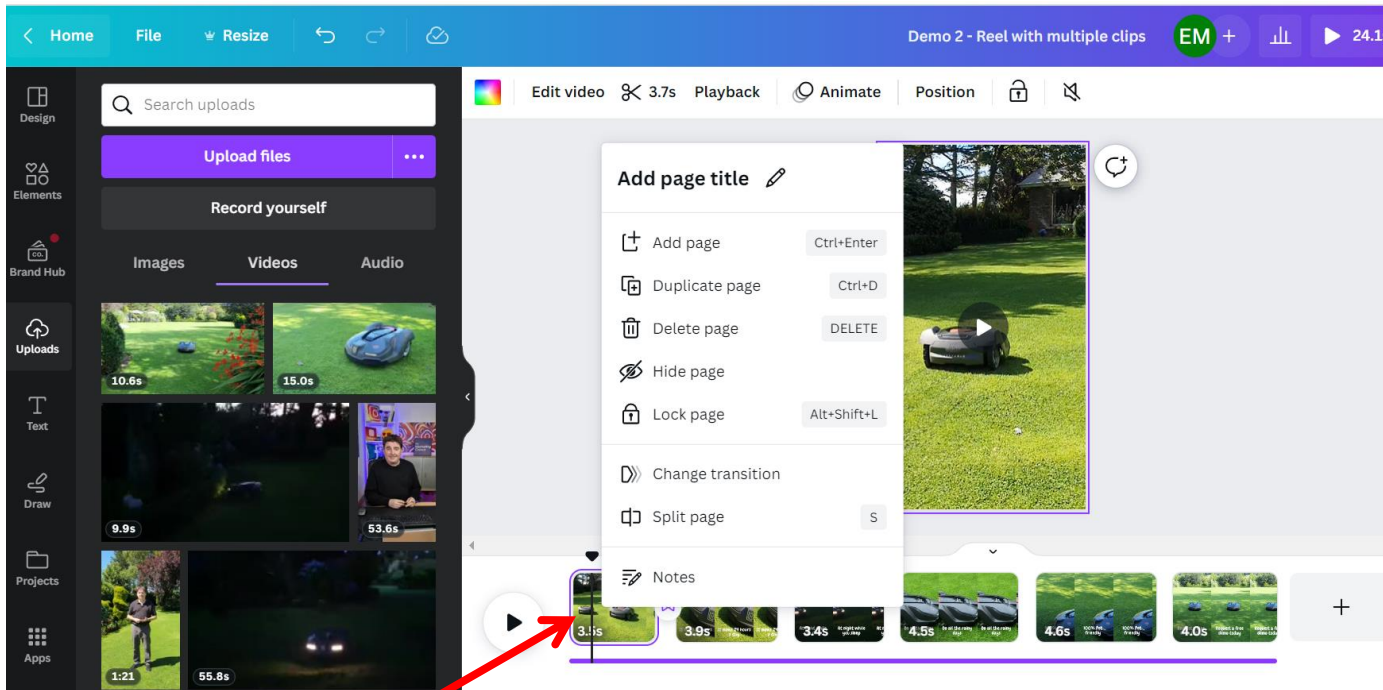 Home File Resize Demo 2 - Reel with multiple clips EM + 24.1
Design
Elements
CO.
Brand Hub
Uploads
Text
Draw
Projects
Apps
Search uploads
Upload files
Record yourself
Images Videos Audio
10.6s 15.0s
9.9s 53.6s
1:21 55.8s
Edit video 3.7s Playback Animate Position
Add page title
Add page Ctrl+Enter
Duplicate page Ctrl+D
Delete page DELETE
Hide page
Lock page Alt+Shift+L
Change transition
Split page S
Notes
3.5s 3.9s 3.4s 4.5s 4.6s 4.0s